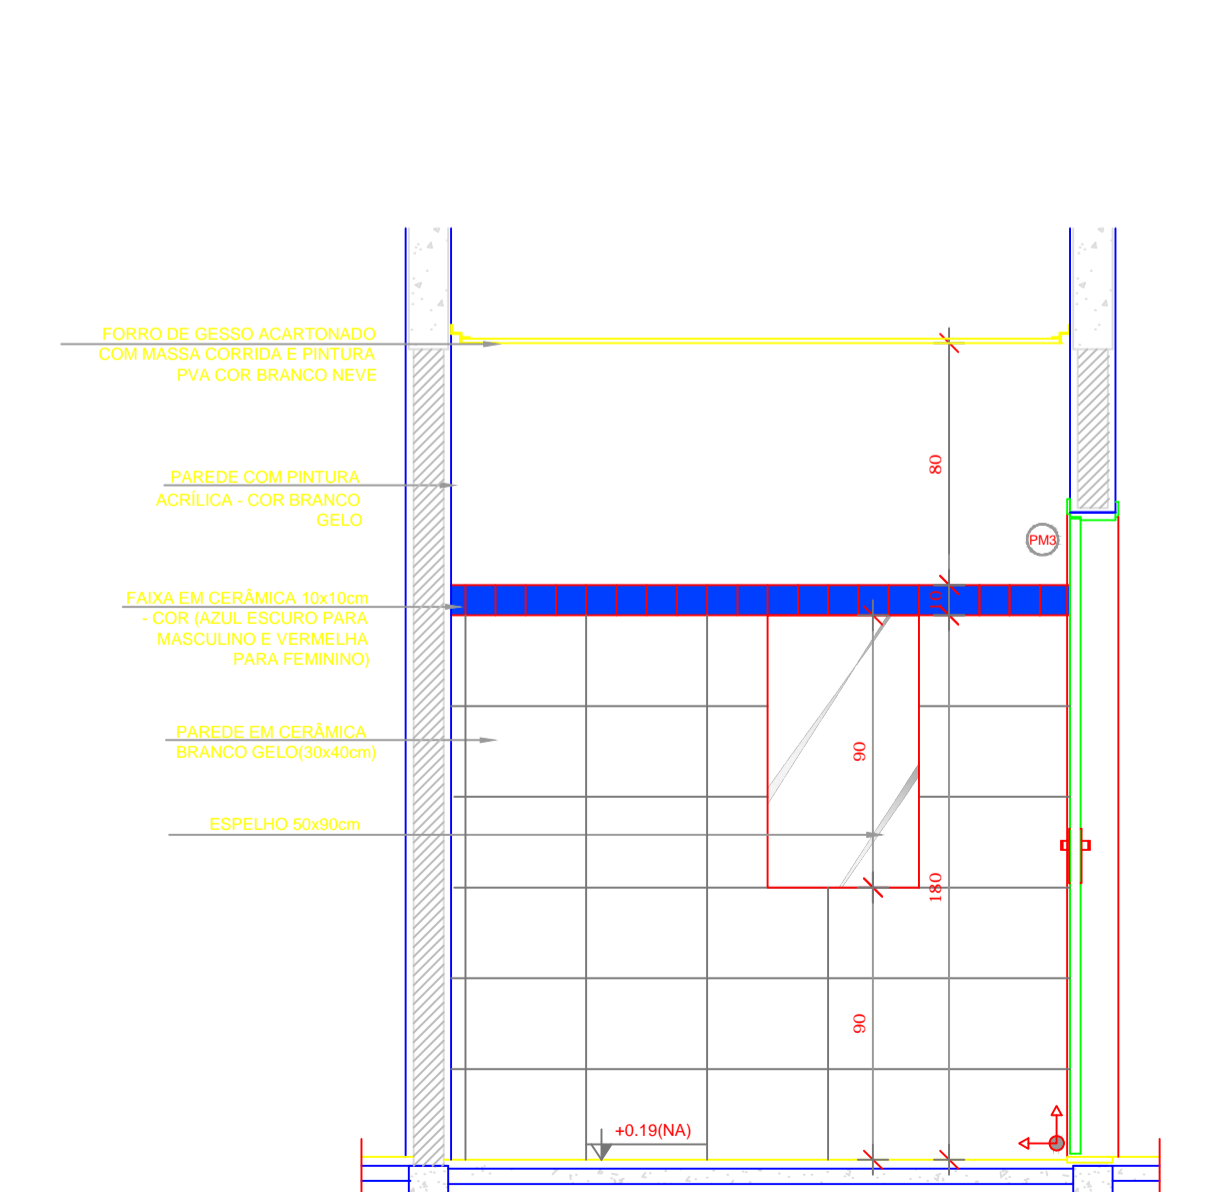 FORRO DE GESSO ACARTONADO
COM MASSA CORRIDA E PINTURA
PVA COR BRANCO NEVE
80
PAREDE COM PINTURA
ACRÍLICA - COR BRANCO
GELO
PM3
FAIXA EM CERÂMICA 10x10cm
- COR (AZUL ESCURO PARA
MASCULINO E VERMELHA
PARA FEMININO)
10
PAREDE EM CERÂMICA
BRANCO GELO(30x40cm)
90
ESPELHO 50x90cm
180
90
+0.19(NA)